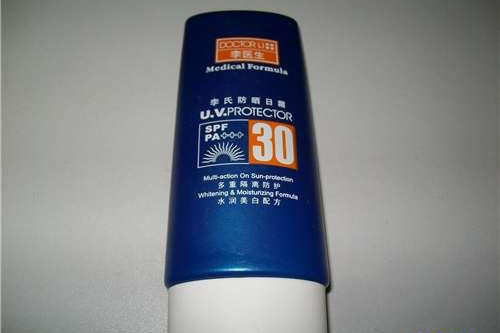 DOCTOR LI
李医生
Medical Formula
李氏防晒日霜
U.V.PROTECTOR
SPF
PA+++
30
Multi-action On Sun-protection
多重隔离防护
Whitening & Moisturizing Formula
水润美白配方